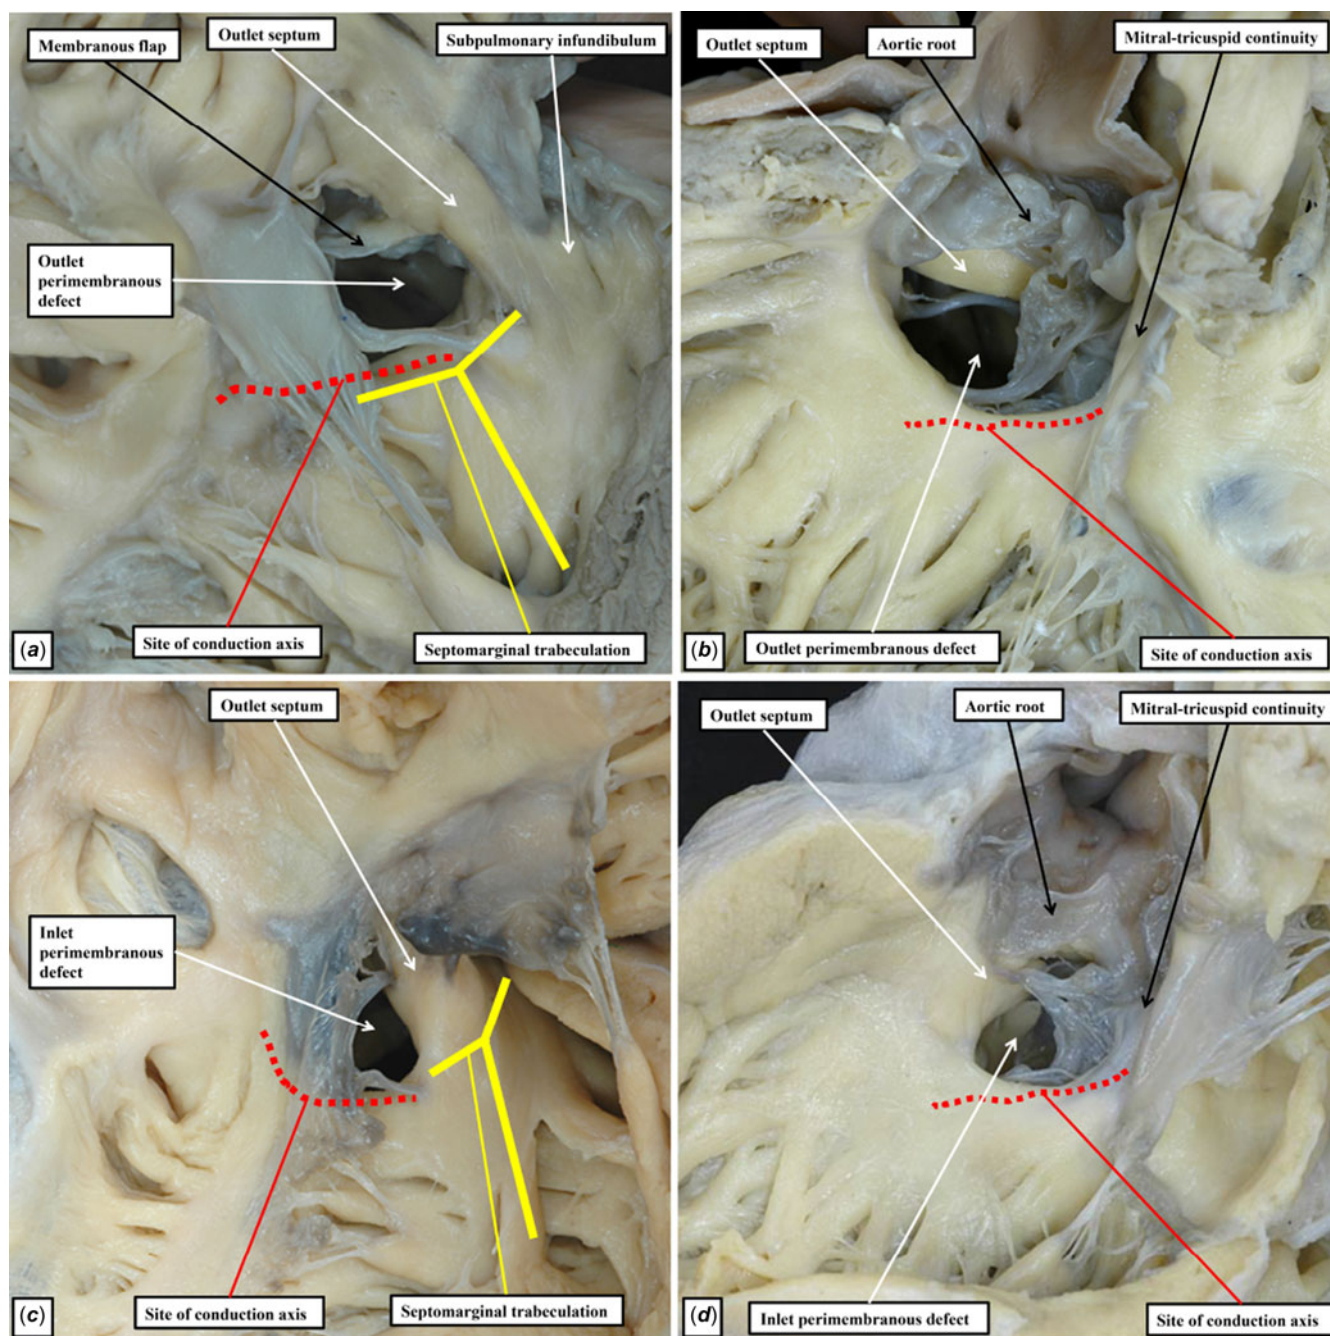 Membranous flap
Outlet septum
Subpulmonary infundibulum
Outlet
perimembranous
defect
Site of conduction axis
Septomarginal trabeculation
(a)
Outlet septum
Aortic root
Mitral-tricuspid continuity
Outlet perimembranous defect
Site of conduction axis
(b)
Outlet septum
Inlet
perimembranous
defect
Site of conduction axis
Septomarginal trabeculation
(c)
Outlet septum
Aortic root
Mitral-tricuspid continuity
Inlet perimembranous defect
Site of conduction axis
(d)